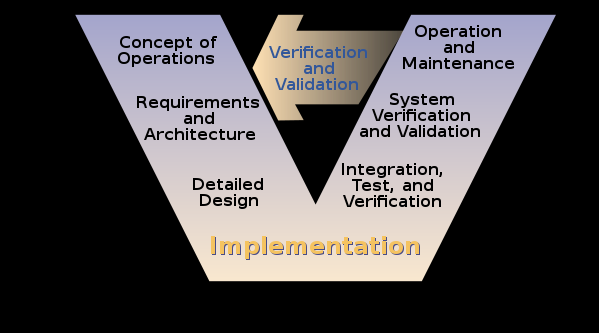 Concept of
Operations
Requirements
and
Architecture
Detailed
Design
Verification
and
Validation
Operation
and
Maintenance
System
Verification
and Validation
Integration,
Test, and
Verification
Implementation